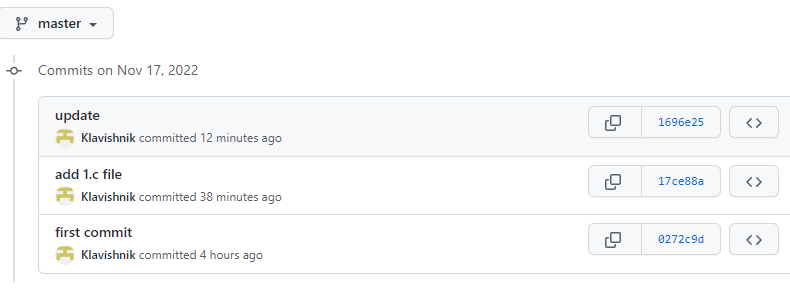 master
Commits on Nov 17, 2022
update
Klavishnik committed 12 minutes ago
1696e25
add 1.c file
Klavishnik committed 38 minutes ago
17ce88a
first commit
Klavishnik committed 4 hours ago
0272c9d